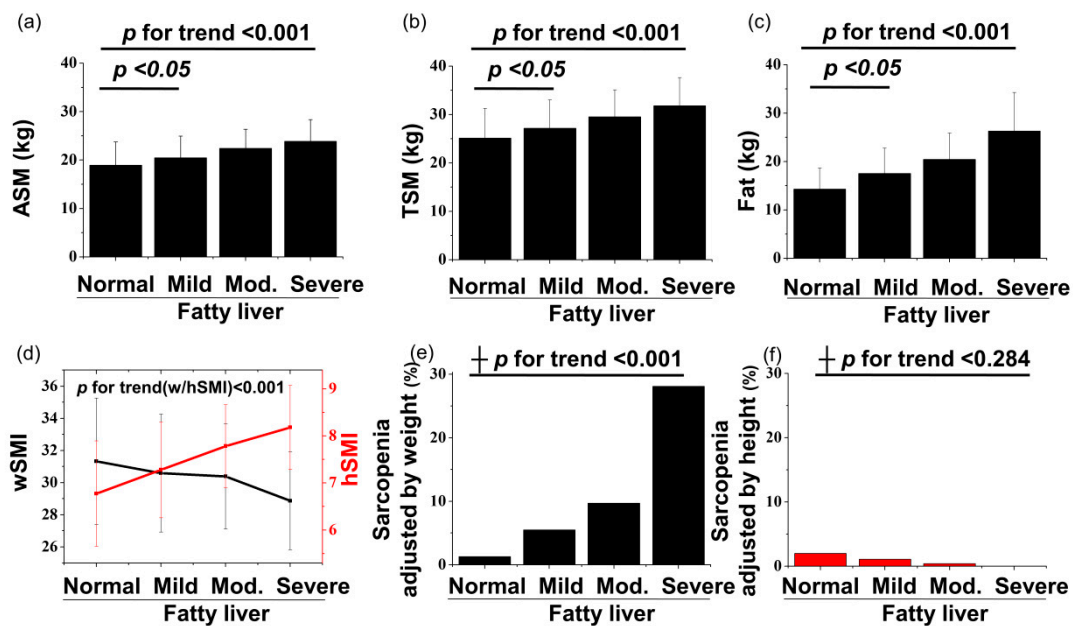 (a)
p for trend <0.001
p <0.05
40
30
20
10
0
ASM (kg)
Normal Mild Mod. Severe
Fatty liver
(b)
p for trend <0.001
p <0.05
40
30
20
10
0
TSM (kg)
Normal Mild Mod. Severe
Fatty liver
(c)
p for trend <0.001
p <0.05
40
30
20
10
0
Fat (kg)
Normal Mild Mod. Severe
Fatty liver
(d)
p for trend(w/hSMI)<0.001
36
34
32
30
28
26
wSMI
9
8
7
6
hSMI
Normal Mild Mod. Severe
Fatty liver
(e)
┼ p for trend <0.001
30
20
10
0
Sarcopenia
adjusted by weight (%)
Normal Mild Mod. Severe
Fatty liver
(f)
┼ p for trend <0.284
30
20
10
0
Sarcopenia
adjusted by height (%)
Normal Mild Mod. Severe
Fatty liver